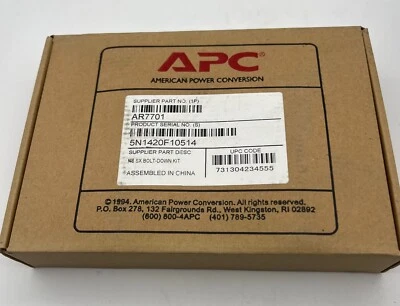 APC
AMERICAN POWER CONVERSION
SUPPLIER PART NO. (1P)
AR7701
PRODUCT SERIAL NO. (S)
5N1420F10514
SUPPLIER PART DESC
UPC CODE
SX BOLT-DOWN KIT
731304234555
ASSEMBLED IN CHINA
©1994, American Power Conversion. All rights reserved.
P.O. Box 278, 132 Fairgrounds Rd., West Kingston, RI 02892
(800) 800-4APC (401) 789-5735